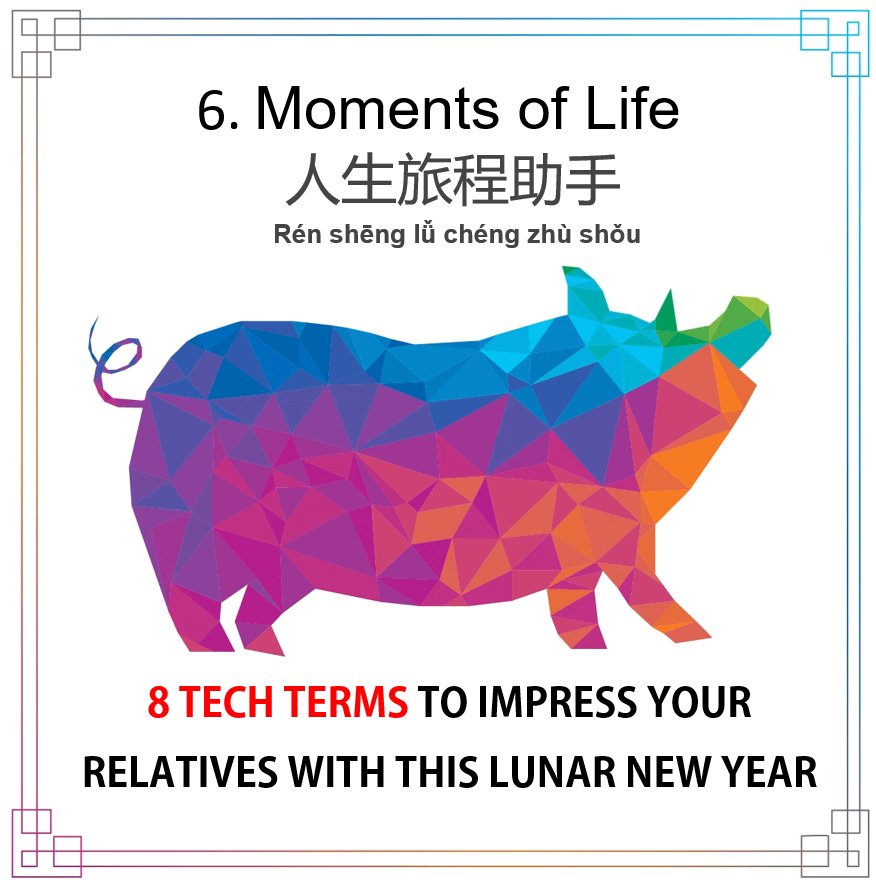 6. Moments of Life
人生旅程助手
Rén shēng lǚ chéng zhù shǒu
8 TECH TERMS TO IMPRESS YOUR
RELATIVES WITH THIS LUNAR NEW YEAR